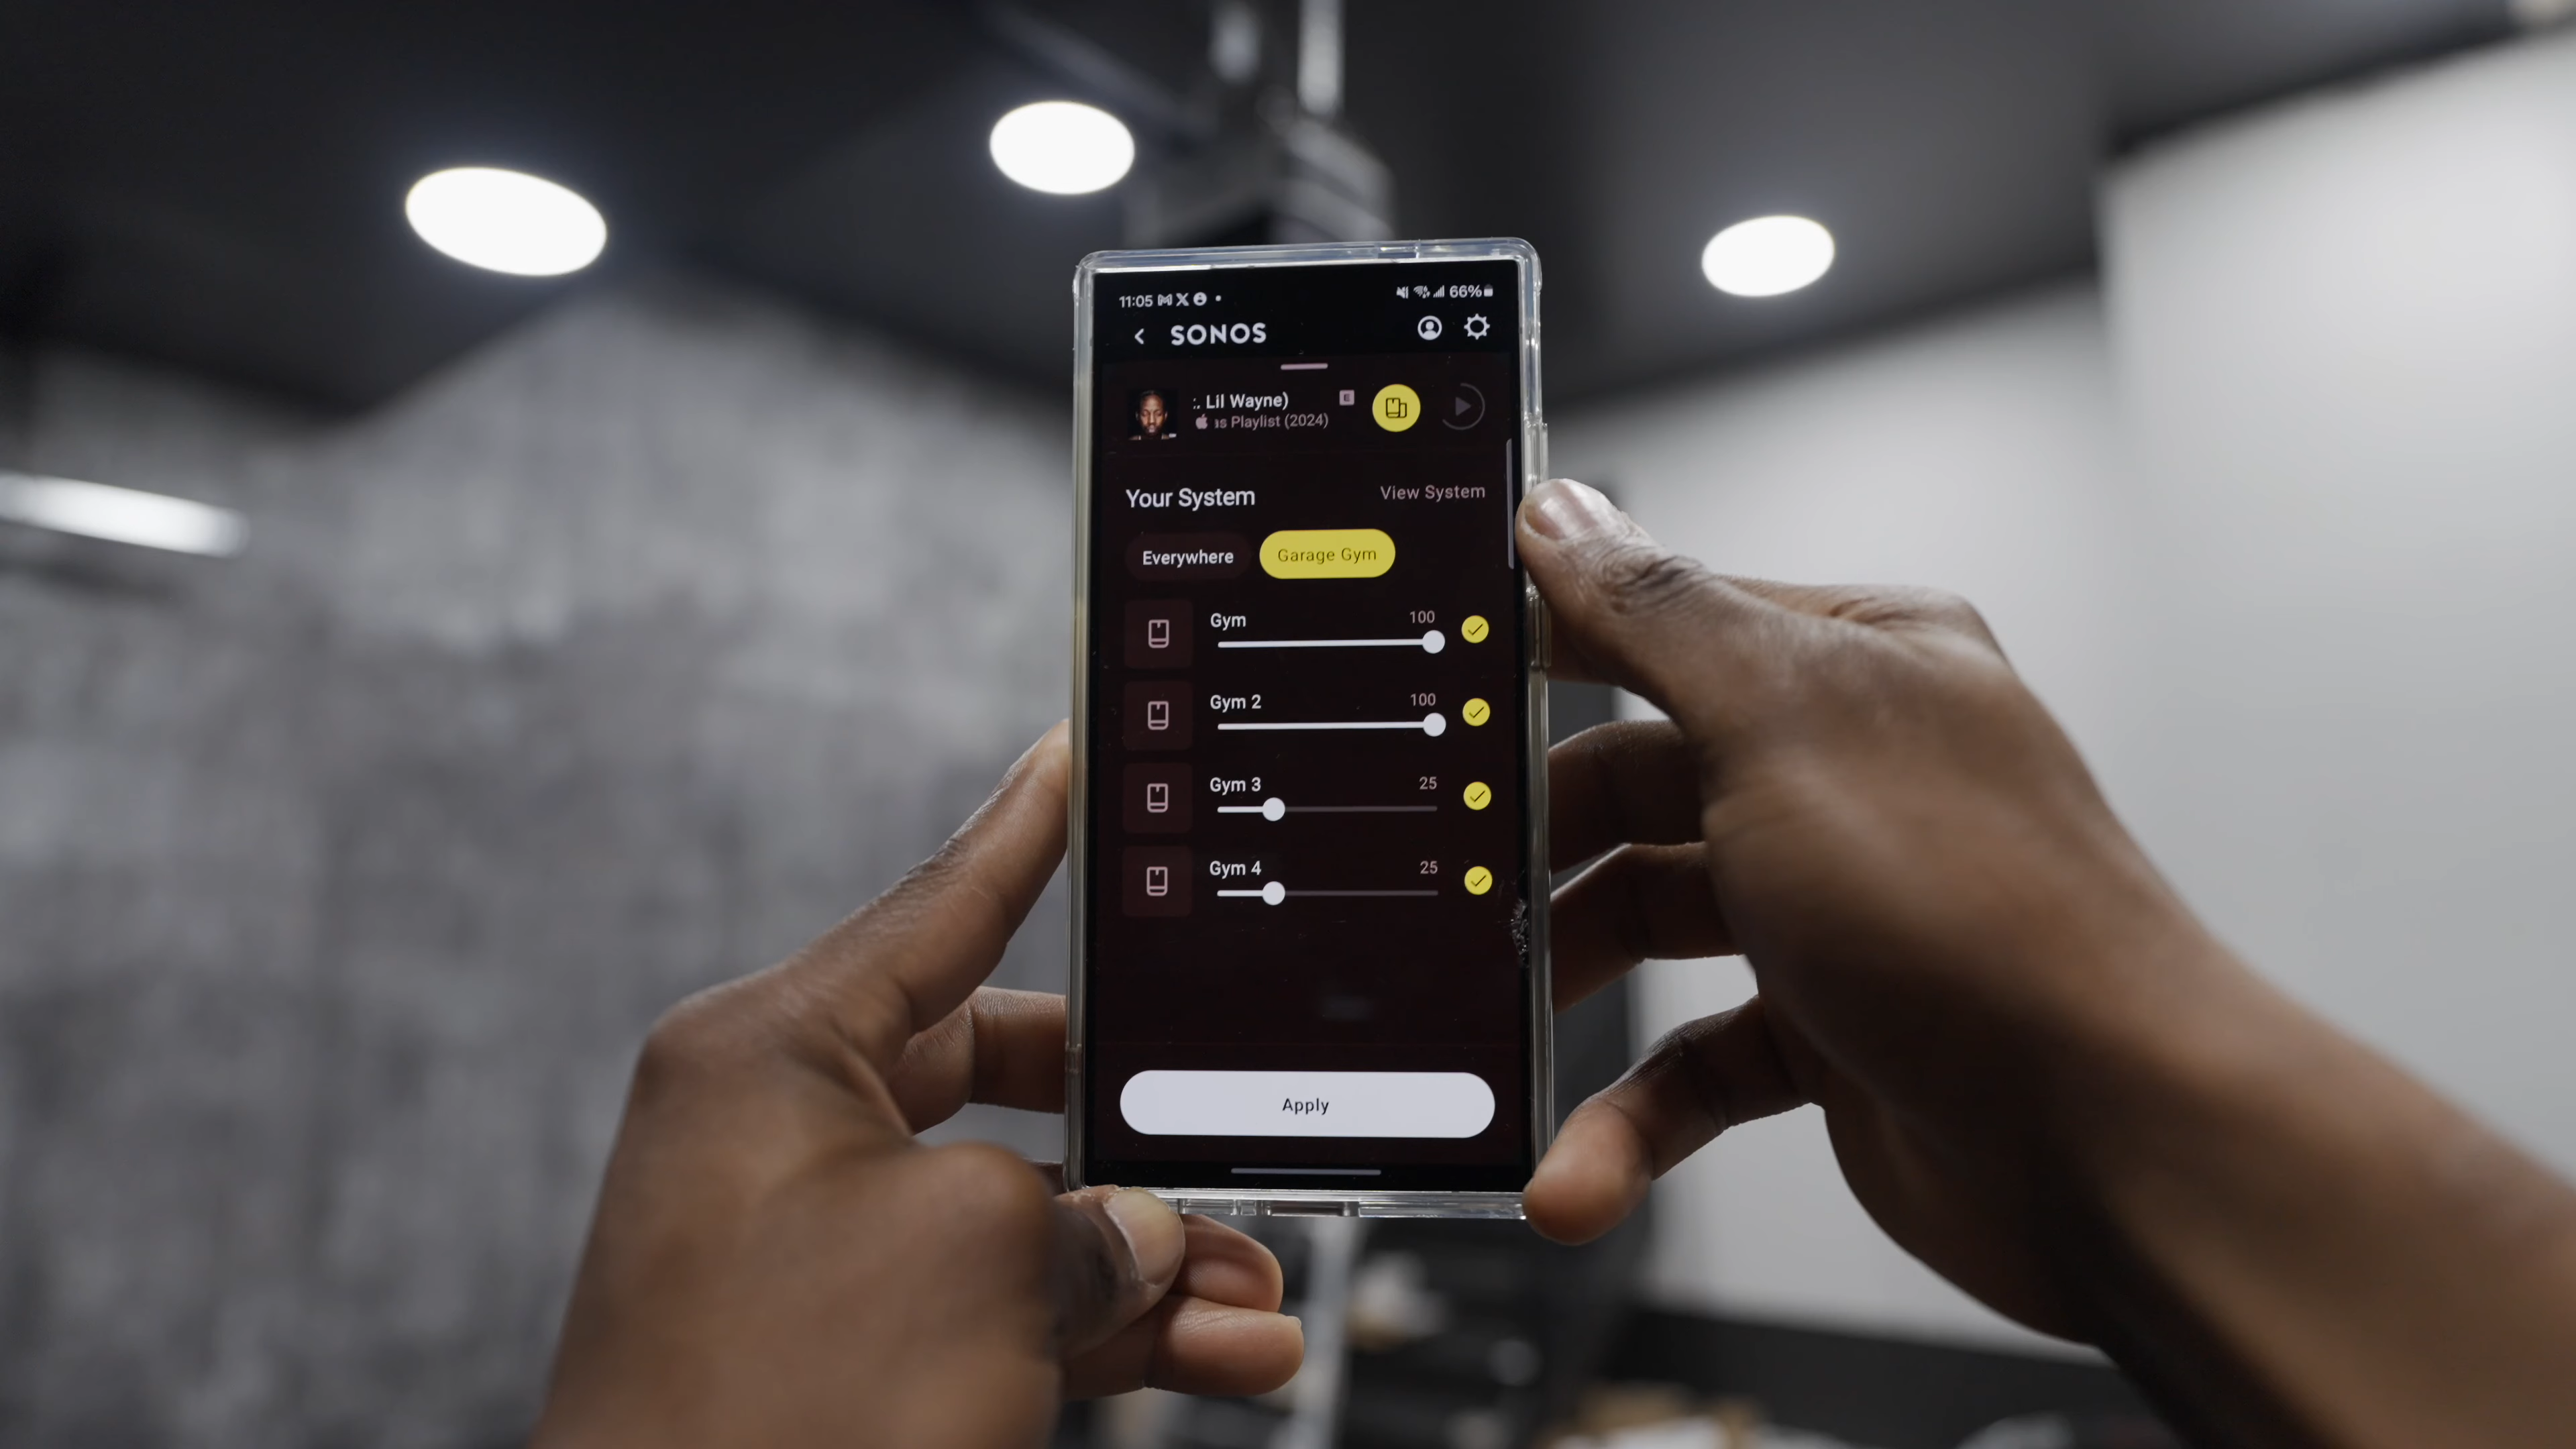 11:05
66%
SONOS
:. Lil Wayne) E
as Playlist (2024)
Your System
View System
Everywhere
Garage Gym
Gym
100
Gym 2
100
Gym 3
25
Gym 4
25
Apply